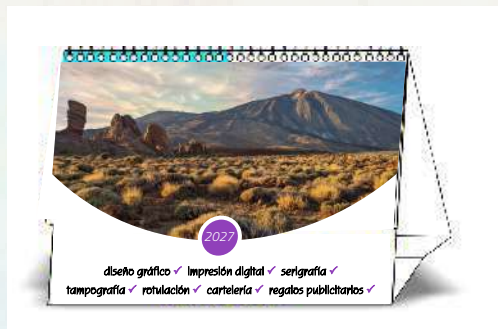 2027
diseño gráfico ✓ impresión digital ✓ serigrafía ✓
tampografía ✓ rotulación ✓ cartelería ✓ regalos publicitarios ✓